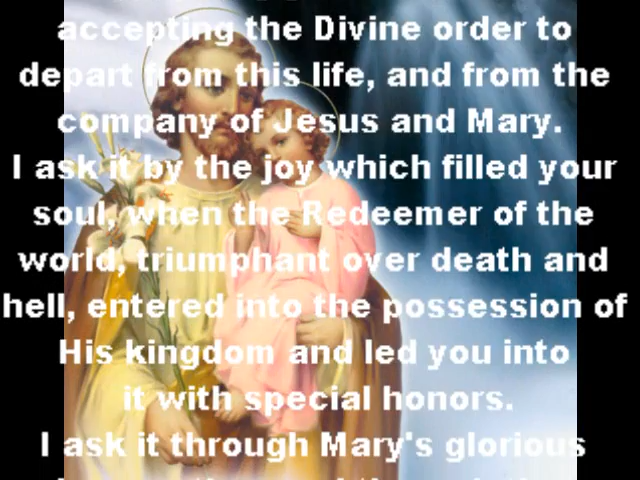 accepting the Divine order to
depart from this life, and from the
company of Jesus and Mary.
I ask it by the joy which filled your
soul, when the Redeemer of the
world, triumphant over death and
hell, entered into the possession of
His kingdom and led you into
it with special honors.
I ask it through Mary's glorious